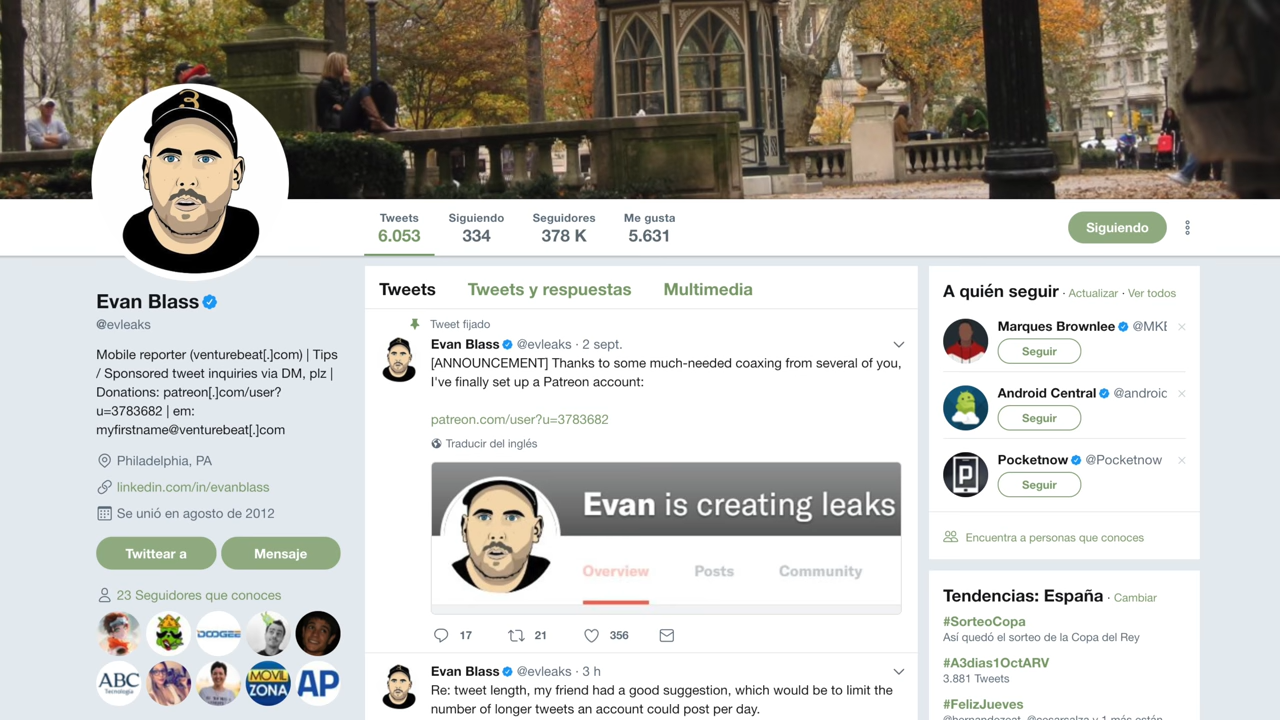 Tweets
6.053
Siguiendo
334
Seguidores
378 K
Me gusta
5.631
Siguiendo
Evan Blass
@evleaks
Mobile reporter (venturebeat[.]com) | Tips
/ Sponsored tweet inquiries via DM, plz |
Donations: patreon[.]com/user?
u=3783682 | em:
myfirstname@venturebeat[.]com
Philadelphia, PA
linkedin.com/in/evanblass
Se unió en agosto de 2012
Twittear a
Mensaje
23 Seguidores que conoces
DOOGEE
ABC
Tecnología
MOVIL
ZONA
AP
Tweets
Tweets y respuestas
Multimedia
Tweet fijado
Evan Blass @evleaks · 2 sept.
[ANNOUNCEMENT] Thanks to some much-needed coaxing from several of you,
I've finally set up a Patreon account:
patreon.com/user?u=3783682
Traducir del inglés
Evan is creating leaks
Overview
Posts
Community
17
21
356
Evan Blass @evleaks · 3 h
Re: tweet length, my friend had a good suggestion, which would be to limit the
number of longer tweets an account could post per day.
A quién seguir · Actualizar · Ver todos
Marques Brownlee @MKB
Seguir
Android Central @android
Seguir
Pocketnow @Pocketnow
Seguir
Encuentra a personas que conoces
Tendencias: España · Cambiar
#SorteoCopa
Así quedó el sorteo de la Copa del Rey
#A3dias1OctARV
3.881 Tweets
#FelizJueves